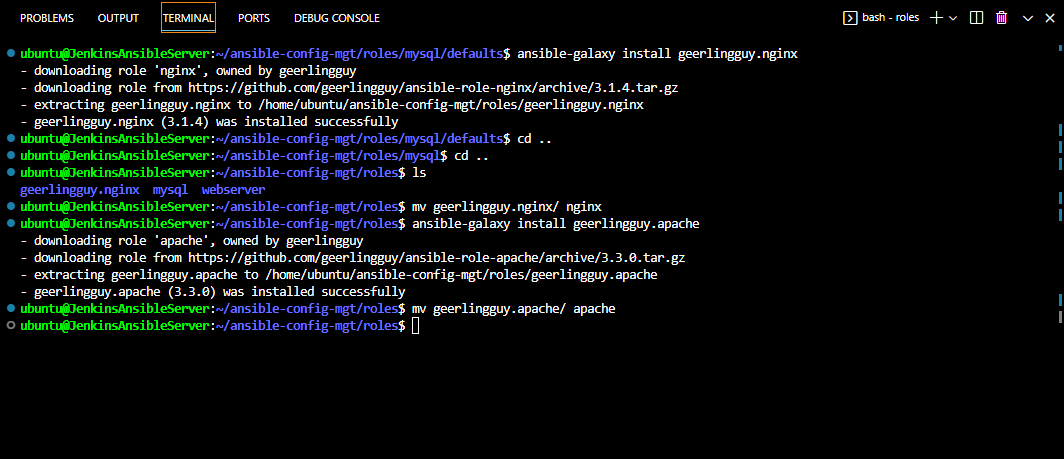 PROBLEMS OUTPUT TERMINAL PORTS DEBUG CONSOLE bash - roles
ubuntu@JenkinsAnsibleServer:~/ansible-config-mgt/roles/mysql/defaults$ ansible-galaxy install geerlingguy.nginx
- downloading role 'nginx', owned by geerlingguy
- downloading role from https://github.com/geerlingguy/ansible-role-nginx/archive/3.1.4.tar.gz
- extracting geerlingguy.nginx to /home/ubuntu/ansible-config-mgt/roles/geerlingguy.nginx
- geerlingguy.nginx (3.1.4) was installed successfully
ubuntu@JenkinsAnsibleServer:~/ansible-config-mgt/roles/mysql/defaults$ cd ..
ubuntu@JenkinsAnsibleServer:~/ansible-config-mgt/roles/mysql$ cd ..
ubuntu@JenkinsAnsibleServer:~/ansible-config-mgt/roles$ ls
geerlingguy.nginx mysql webserver
ubuntu@JenkinsAnsibleServer:~/ansible-config-mgt/roles$ mv geerlingguy.nginx/ nginx
ubuntu@JenkinsAnsibleServer:~/ansible-config-mgt/roles$ ansible-galaxy install geerlingguy.apache
- downloading role 'apache', owned by geerlingguy
- downloading role from https://github.com/geerlingguy/ansible-role-apache/archive/3.3.0.tar.gz
- extracting geerlingguy.apache to /home/ubuntu/ansible-config-mgt/roles/geerlingguy.apache
- geerlingguy.apache (3.3.0) was installed successfully
ubuntu@JenkinsAnsibleServer:~/ansible-config-mgt/roles$ mv geerlingguy.apache/ apache
ubuntu@JenkinsAnsibleServer:~/ansible-config-mgt/roles$